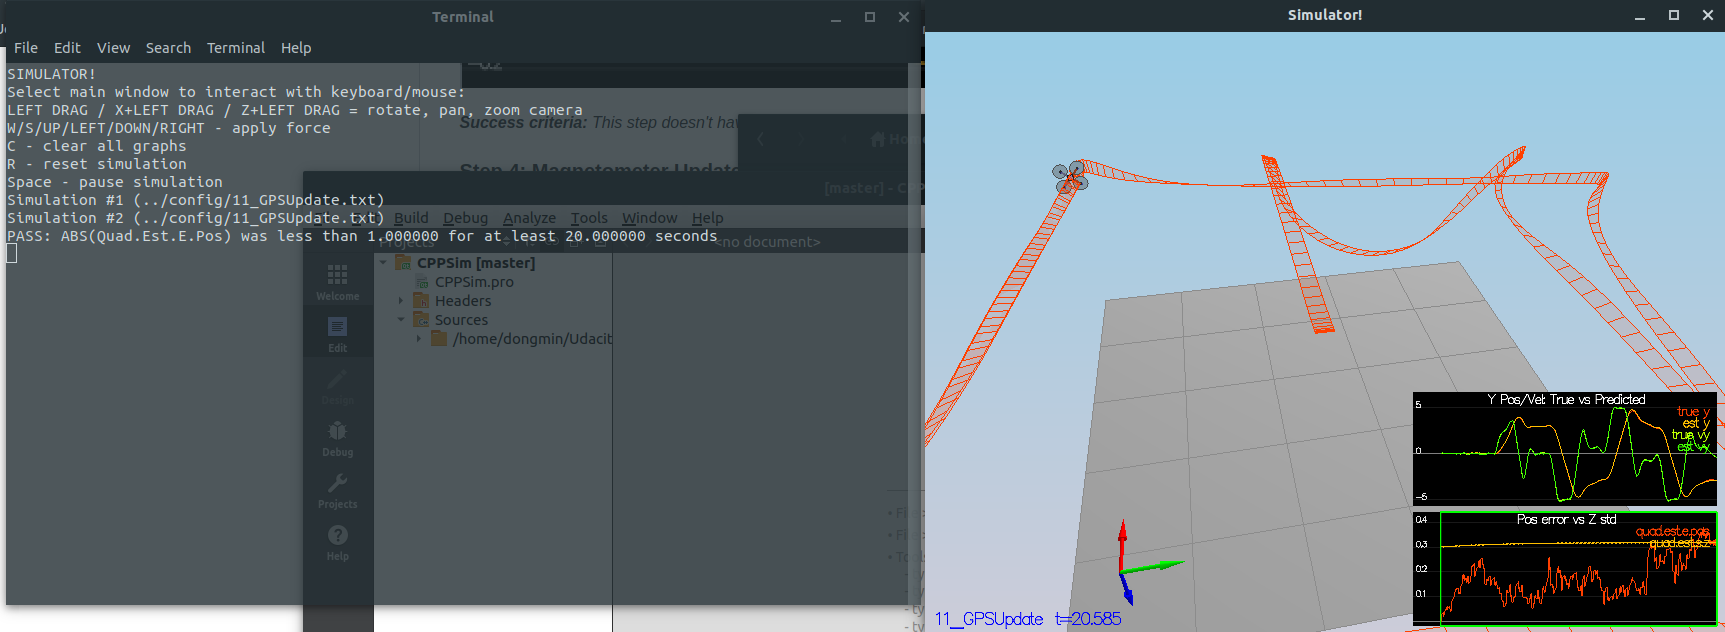 Terminal
File Edit View Search Terminal Help
SIMULATOR!
Select main window to interact with keyboard/mouse:
LEFT DRAG / X+LEFT DRAG / Z+LEFT DRAG = rotate, pan, zoom camera
W/S/UP/LEFT/DOWN/RIGHT - apply force
C - clear all graphs
R - reset simulation
Space - pause simulation
Simulation #1 (../config/11_GPSUpdate.txt)
Simulation #2 (../config/11_GPSUpdate.txt)
PASS: ABS(Quad.Est.E.Pos) was less than 1.000000 for at least 20.000000 seconds
Success criteria: This step doesn't hav
Step 4: Magnetometer Update
Home
[master] - CPP
Build Debug Analyze Tools Window Help
Projects
<no document>
Welcome
Edit
Design
Debug
Projects
Help
CPPSim [master]
CPPSim.pro
Headers
Sources
/home/dongmin/Udacit
Simulator!
Y Pos/Vel: True vs Predicted
5
0
-5
true y
est y
true vy
est vy
Pos error vs Z std
0.4
0.3
0.2
0.1
quad.est.e.pos
quad.est.s.z
11_GPSUpdate t=20.585